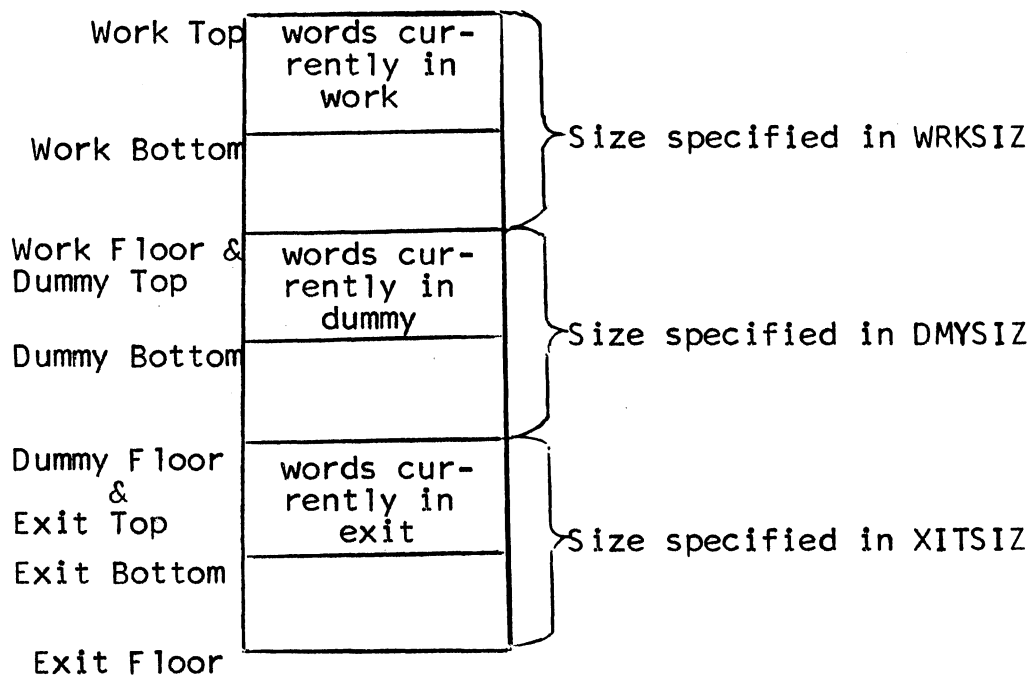 Work Top
words cur-
rently in
work
Work Bottom
Size specified in WRKSIZ
Work Floor &
Dummy Top
words cur-
rently in
dummy
Dummy Bottom
Size specified in DMYSIZ
Dummy Floor
&
Exit Top
words cur-
rently in
exit
Exit Bottom
Size specified in XITSIZ
Exit Floor